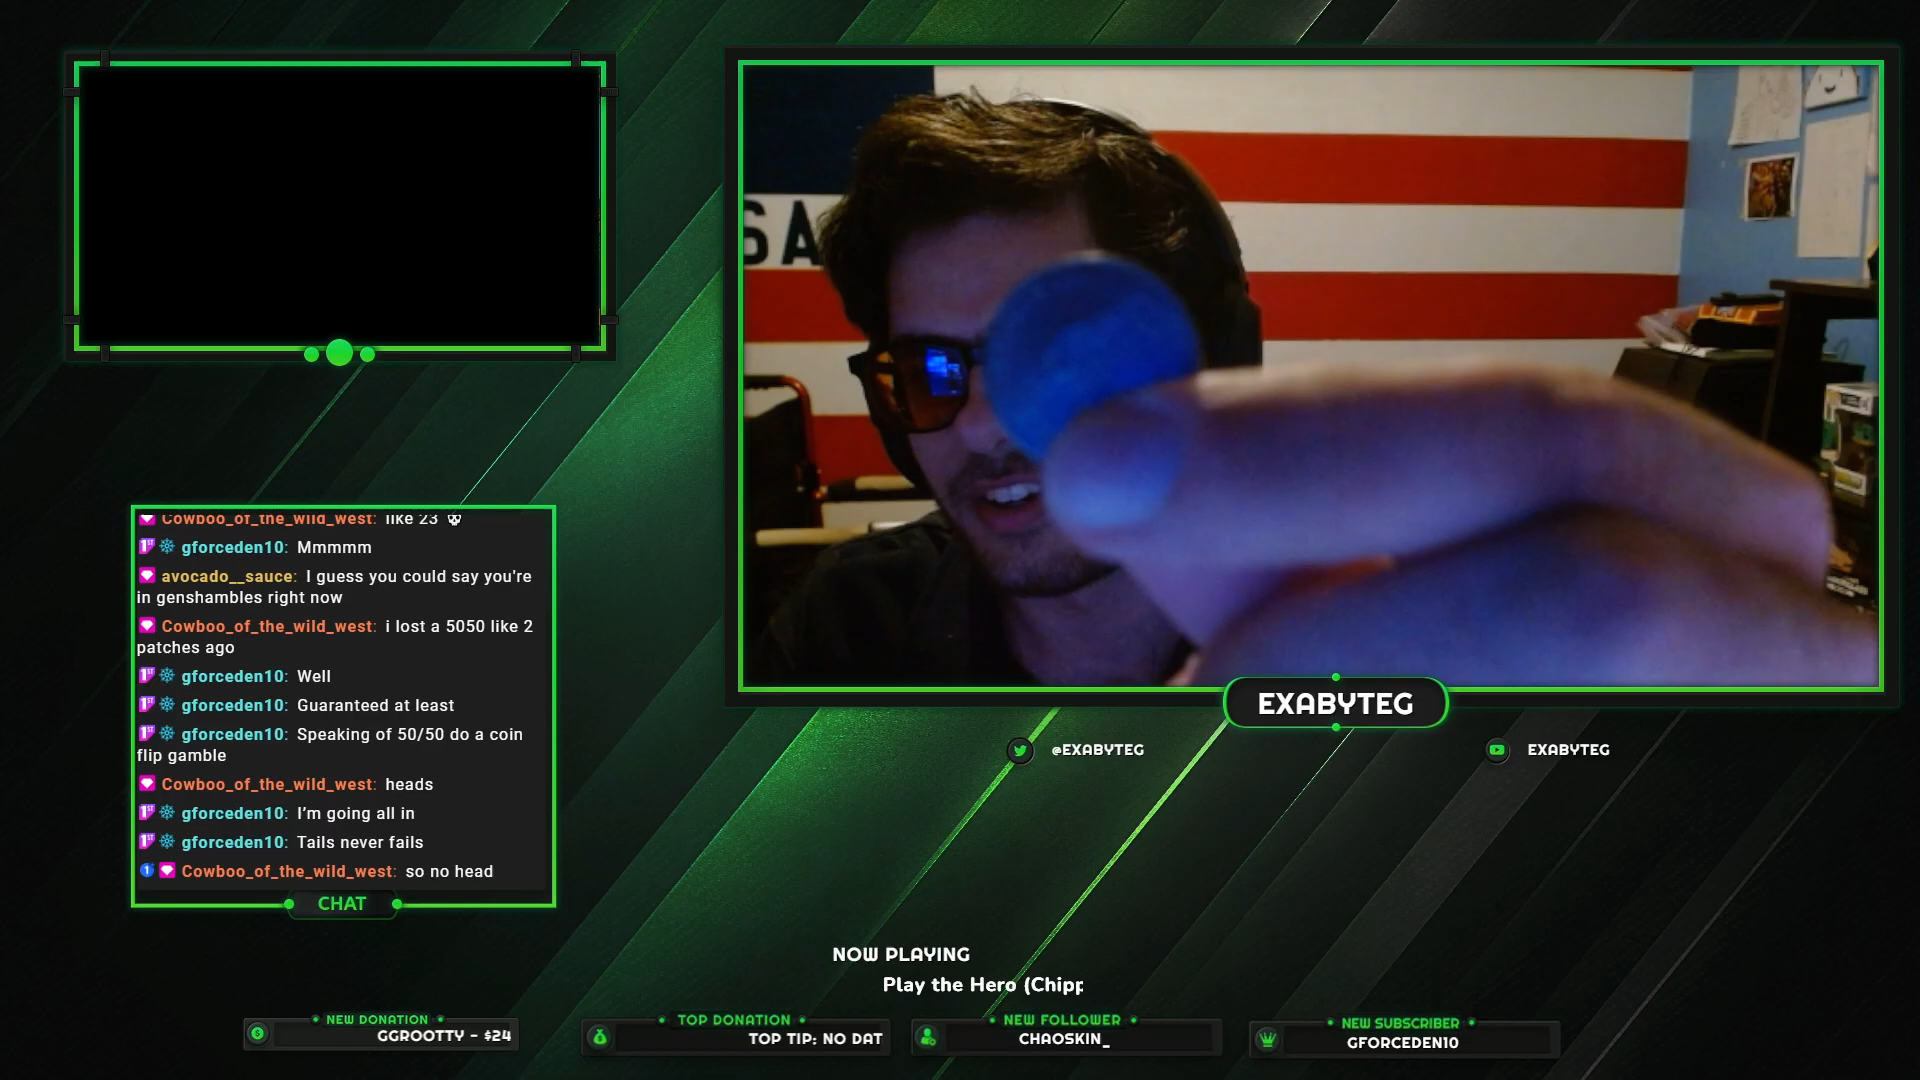 SA
Cowboo_of_the_wild_west: like 23
gforceden10: Mmmmm
avocado__sauce: I guess you could say you're
in genshambles right now
Cowboo_of_the_wild_west: i lost a 5050 like 2
patches ago
gforceden10: Well
gforceden10: Guaranteed at least
gforceden10: Speaking of 50/50 do a coin
flip gamble
Cowboo_of_the_wild_west: heads
gforceden10: I'm going all in
gforceden10: Tails never fails
Cowboo_of_the_wild_west: so no head
CHAT
EXABYTEG
@EXABYTEG
EXABYTEG
NOW PLAYING
Play the Hero (Chipp
NEW DONATION
GGROOTTY - $24
TOP DONATION
TOP TIP: NO DAT
NEW FOLLOWER
CHAOSKIN_
NEW SUBSCRIBER
GFORCEDEN10